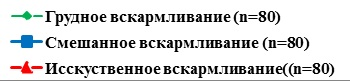 Грудное вскармливание (n=80)
Смешанное вскармливание (n=80)
Исскуственное вскармливание((n=80)